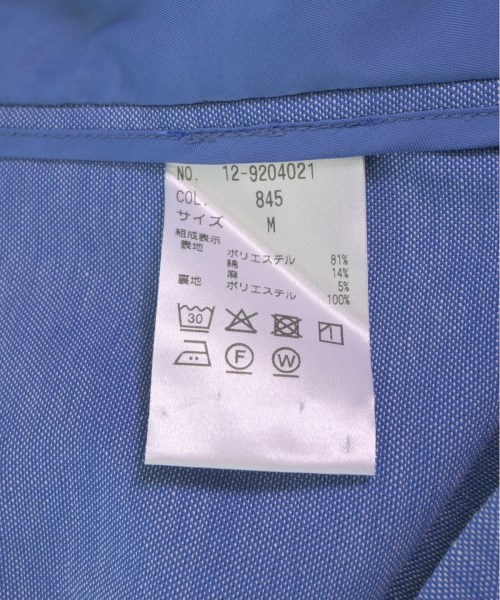 NO. 12-9204021
COL. 845
サイズ M
組成表示
表地 ポリエステル 81%
綿 14%
麻 5%
裏地 ポリエステル 100%
30
F W